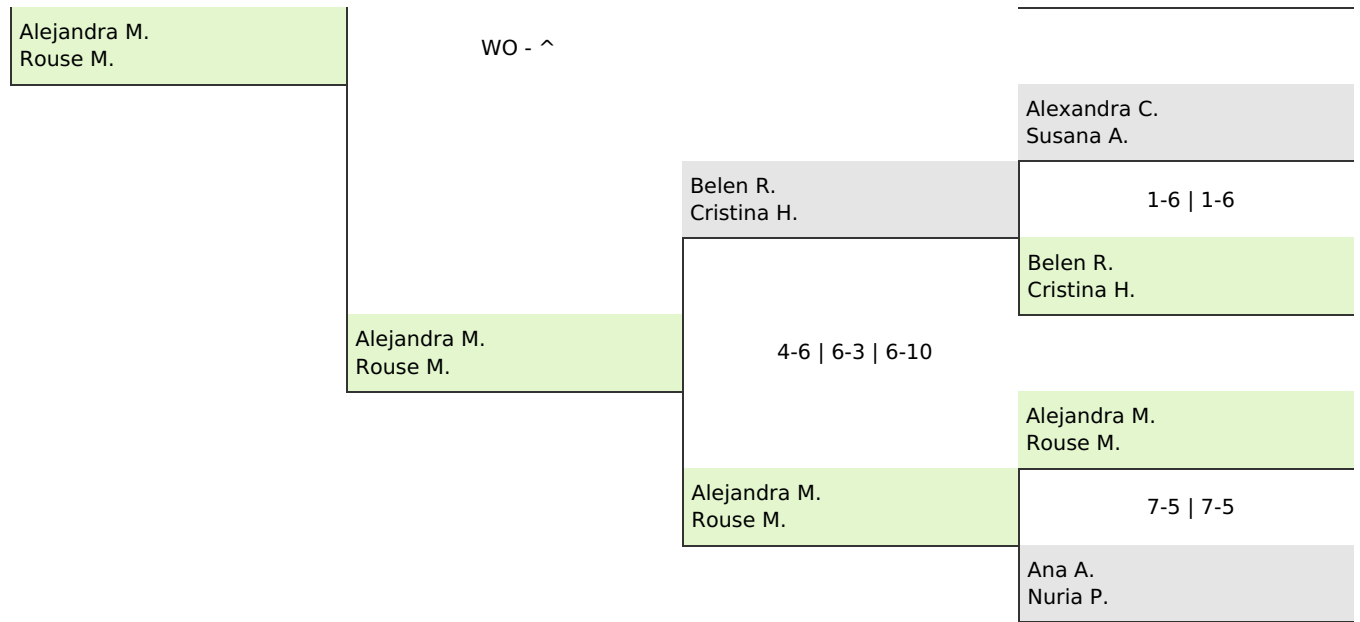 Alejandra M.
Rouse M.
WO - ^
Alexandra C.
Susana A.
Belen R.
Cristina H.
1-6 | 1-6
Belen R.
Cristina H.
Alejandra M.
Rouse M.
4-6 | 6-3 | 6-10
Alejandra M.
Rouse M.
Alejandra M.
Rouse M.
7-5 | 7-5
Ana A.
Nuria P.